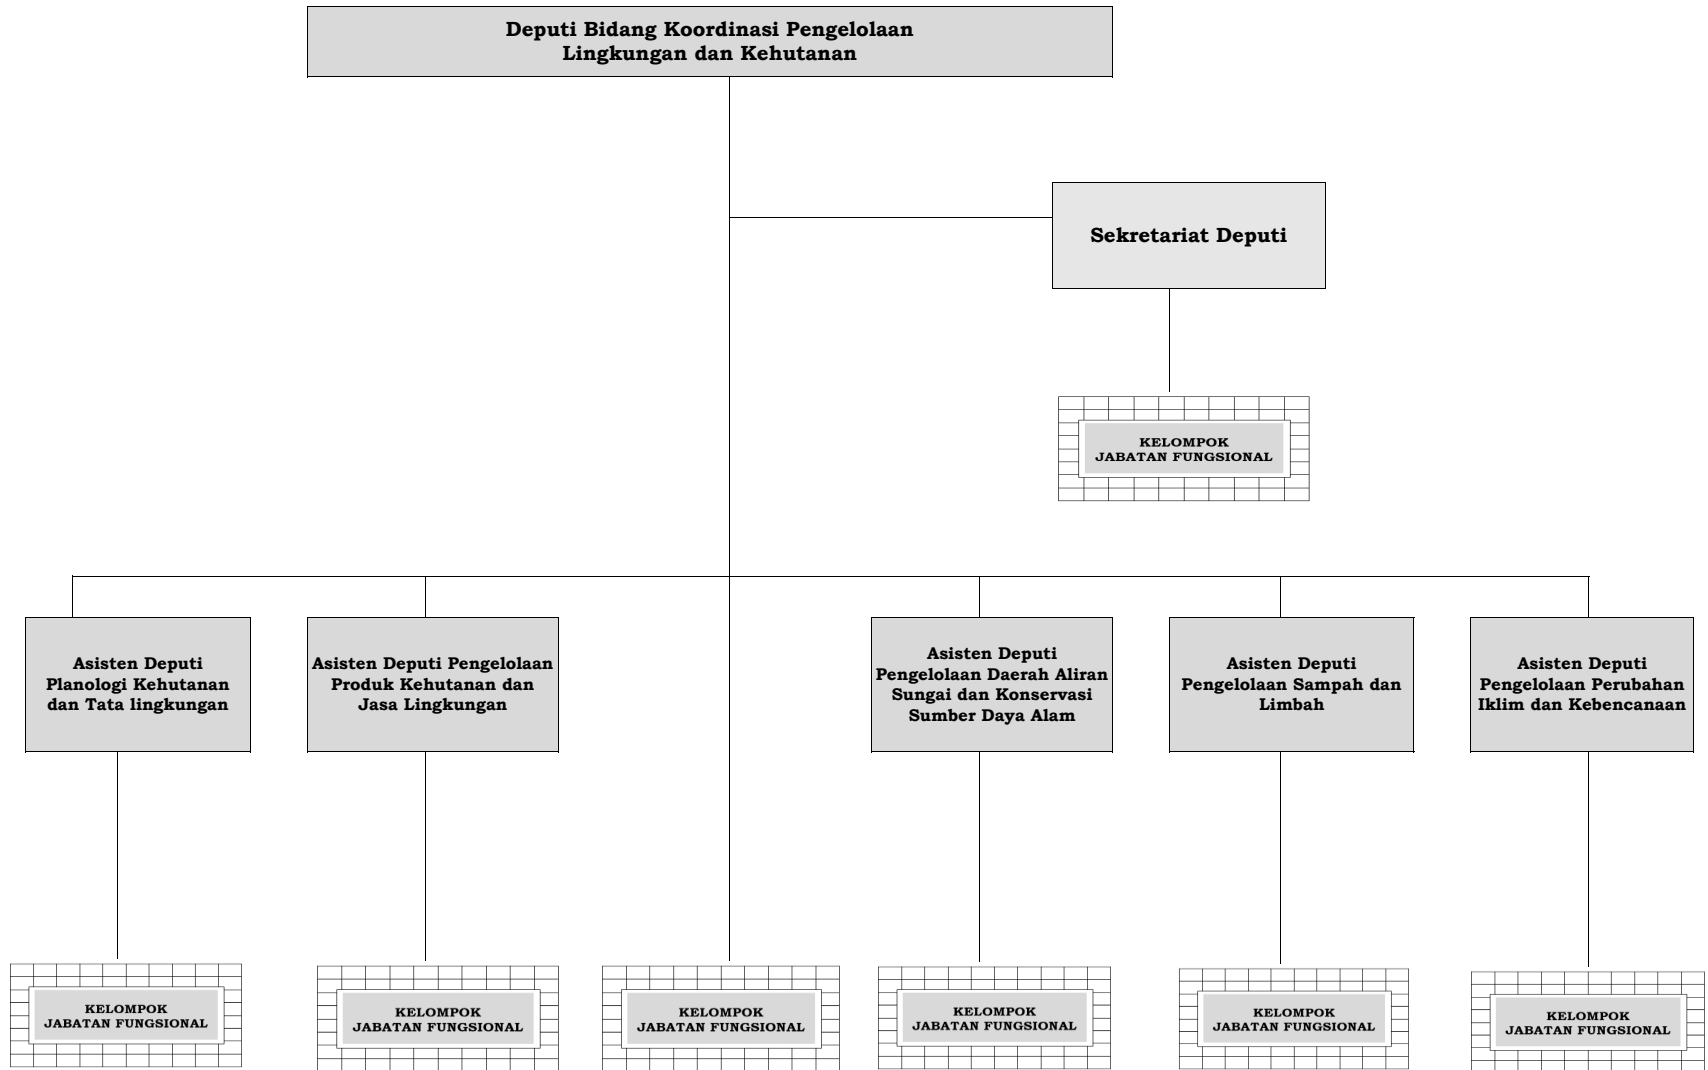 Deputi Bidang Koordinasi Pengelolaan
Lingkungan dan Kehutanan
Sekretariat Deputi
KELOMPOK
JABATAN FUNGSIONAL
Asisten Deputi
Planologi Kehutanan
dan Tata lingkungan
Asisten Deputi Pengelolaan
Produk Kehutanan dan
Jasa Lingkungan
Asisten Deputi
Pengelolaan Daerah Aliran
Sungai dan Konservasi
Sumber Daya Alam
Asisten Deputi
Pengelolaan Sampah dan
Limbah
Asisten Deputi
Pengelolaan Perubahan
Iklim dan Kebencanaan
KELOMPOK
JABATAN FUNGSIONAL
KELOMPOK
JABATAN FUNGSIONAL
KELOMPOK
JABATAN FUNGSIONAL
KELOMPOK
JABATAN FUNGSIONAL
KELOMPOK
JABATAN FUNGSIONAL
KELOMPOK
JABATAN FUNGSIONAL